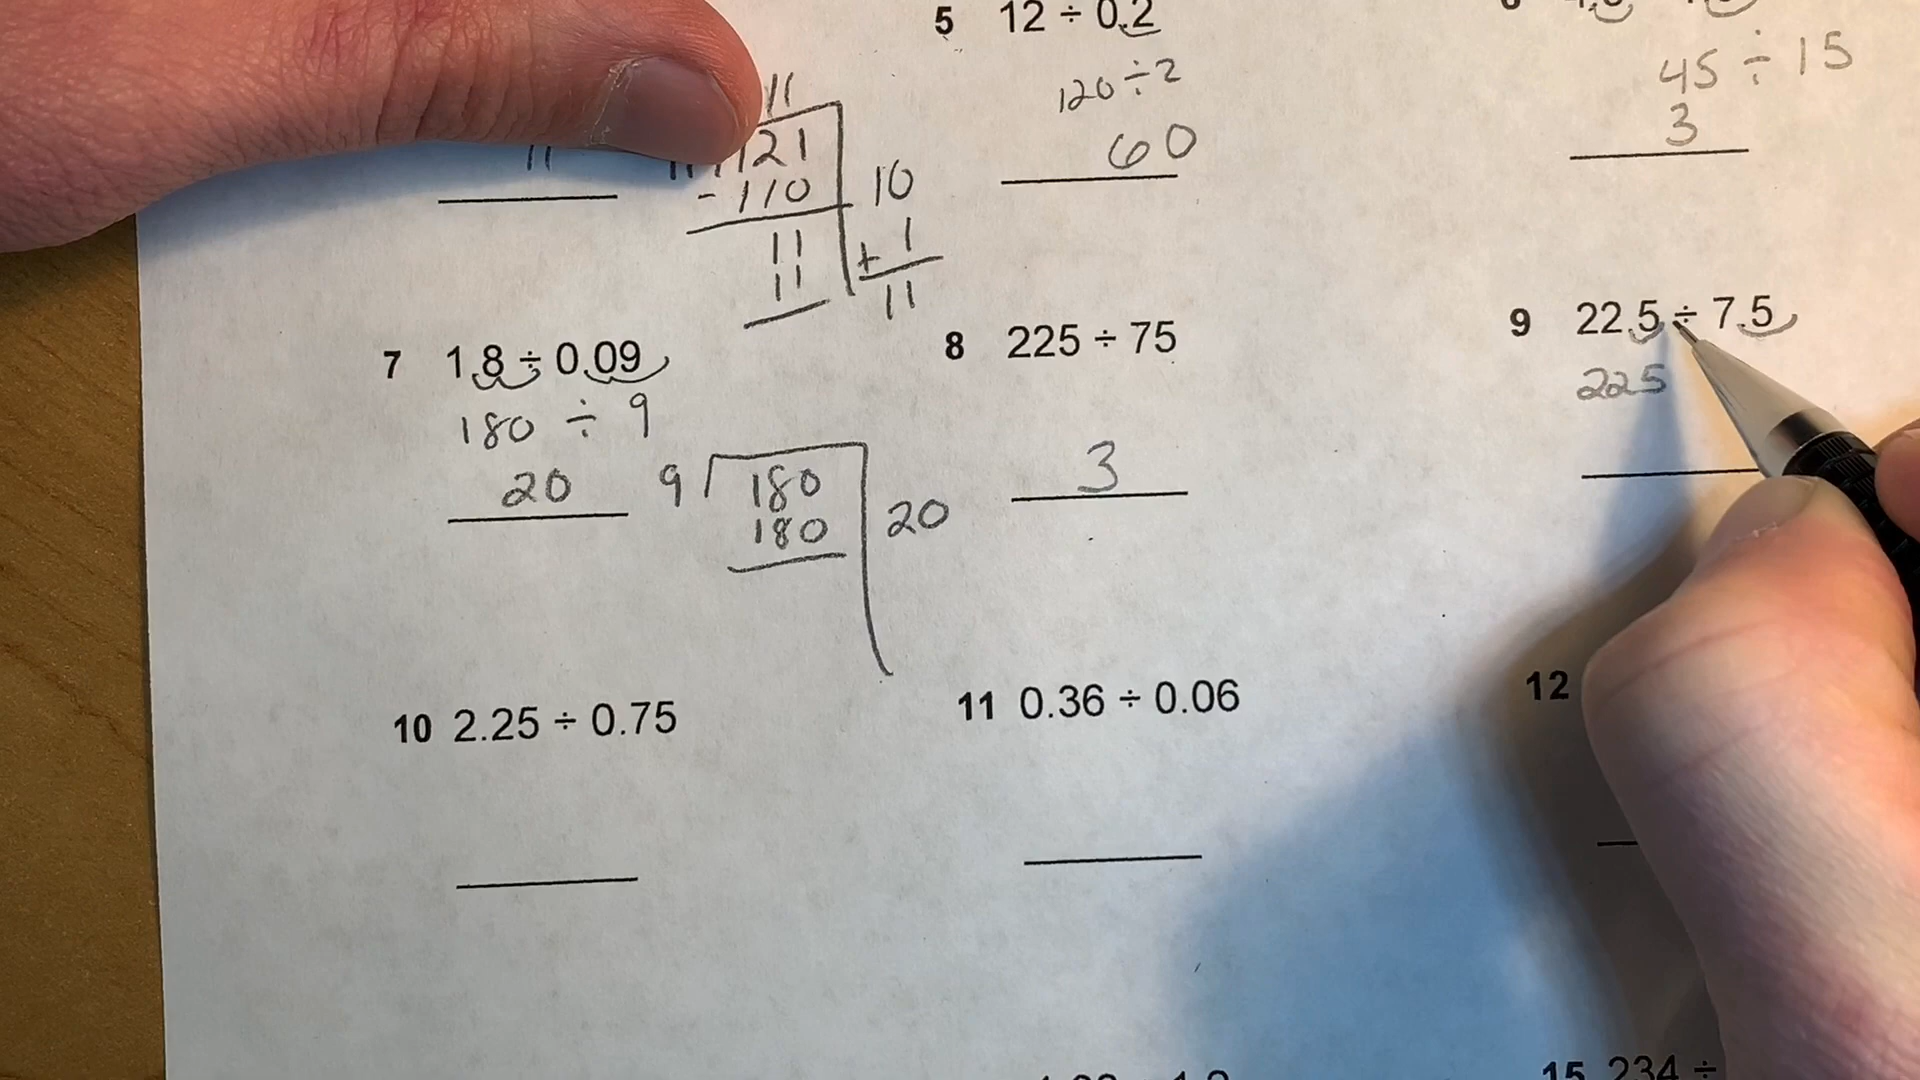 5 12 ÷ 0.2
120 ÷ 2
60
45 ÷ 15
3
11
11
121
- 110
10
11
+ 1
11
11
7 1.8 ÷ 0.09
180 ÷ 9
20
9 180
180
20
8 225 ÷ 75
3
9 22.5 ÷ 7.5
225
10 2.25 ÷ 0.75
11 0.36 ÷ 0.06
12
15 234 ÷